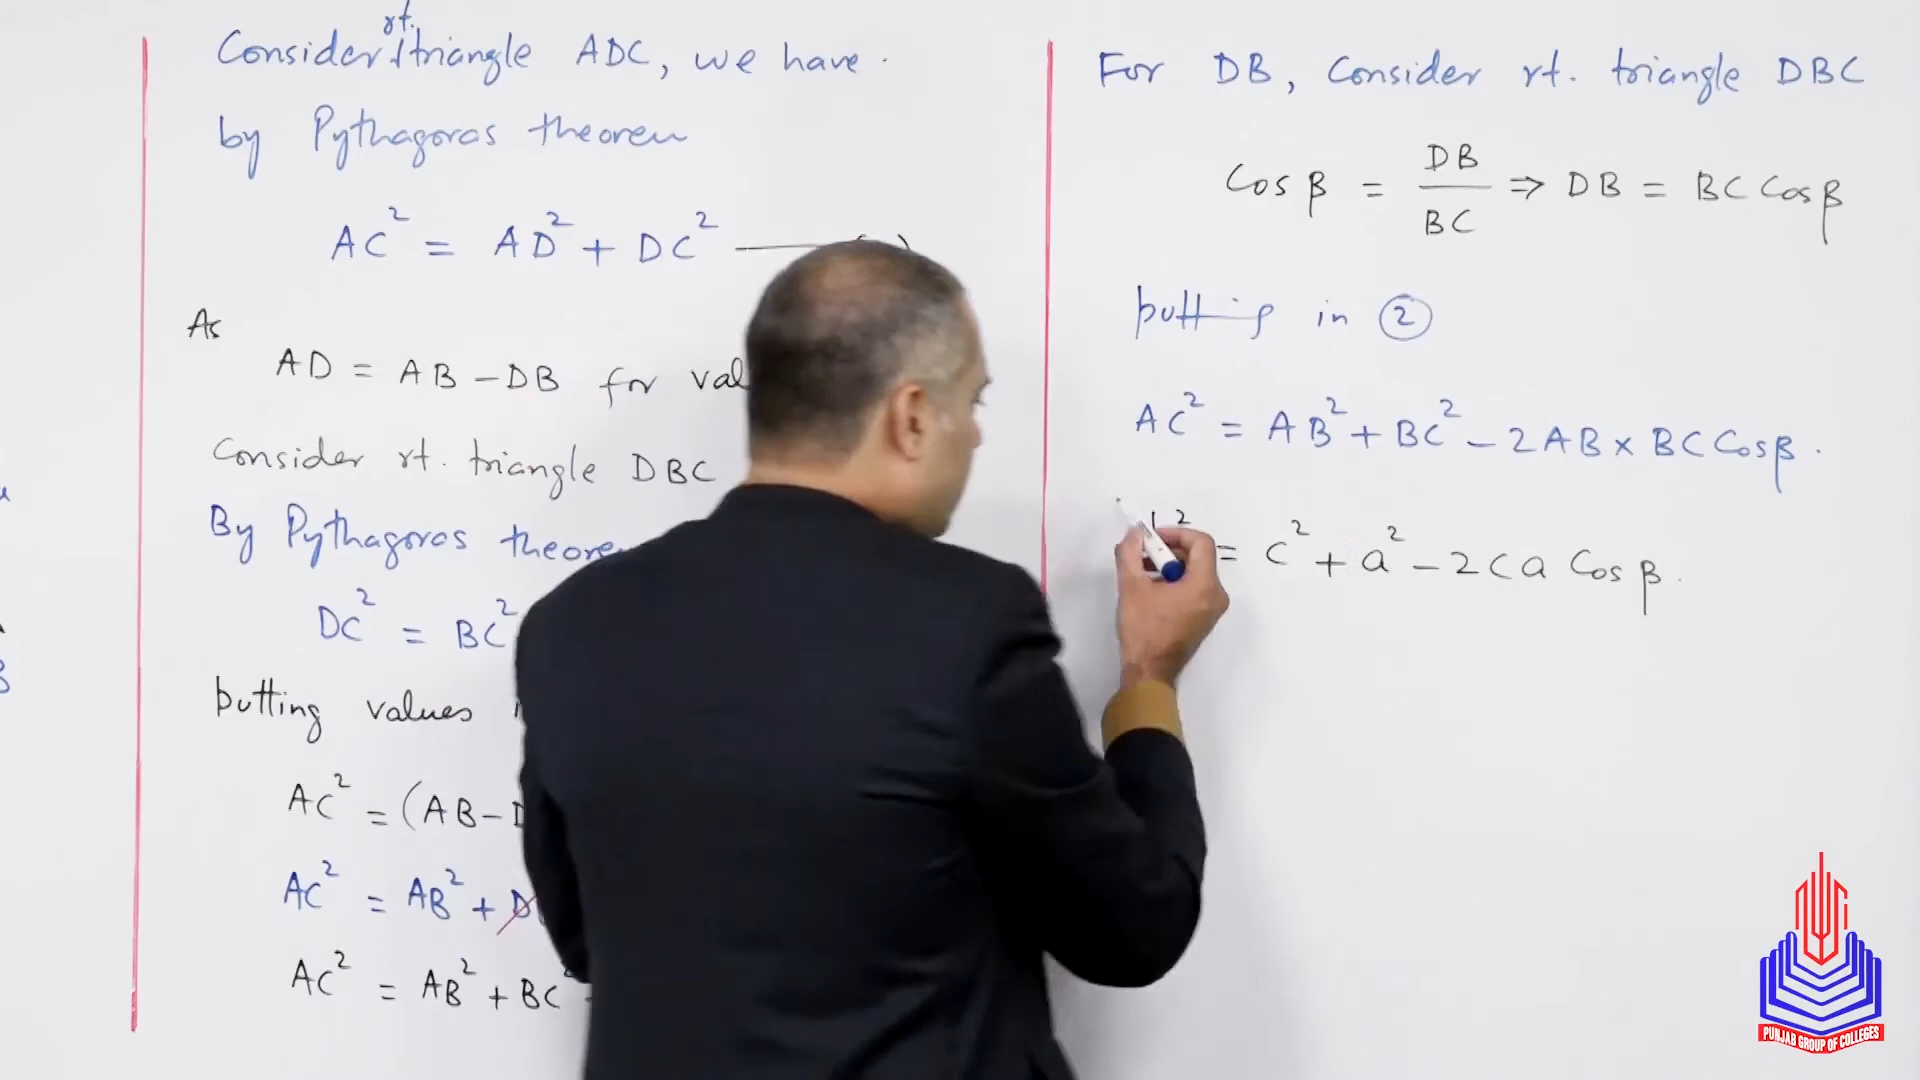 Consider rt. triangle ADC, we have.
by Pythagoras theorem
AC² = AD² + DC²
As
AD = AB - DB for
Consider rt. triangle DBC
By Pythagoras
DC² = BC²
putting values
AC² = (AB -
AC² = AB² +
AC² = AB² + BC²
For DB, Consider rt. triangle DBC
Cos β = DB/BC ⇒ DB = BC Cos β
putting in ②
AC² = AB² + BC² - 2AB × BC Cos β.
= c² + a² - 2ca Cos β.
PUNJAB GROUP OF COLLEGES